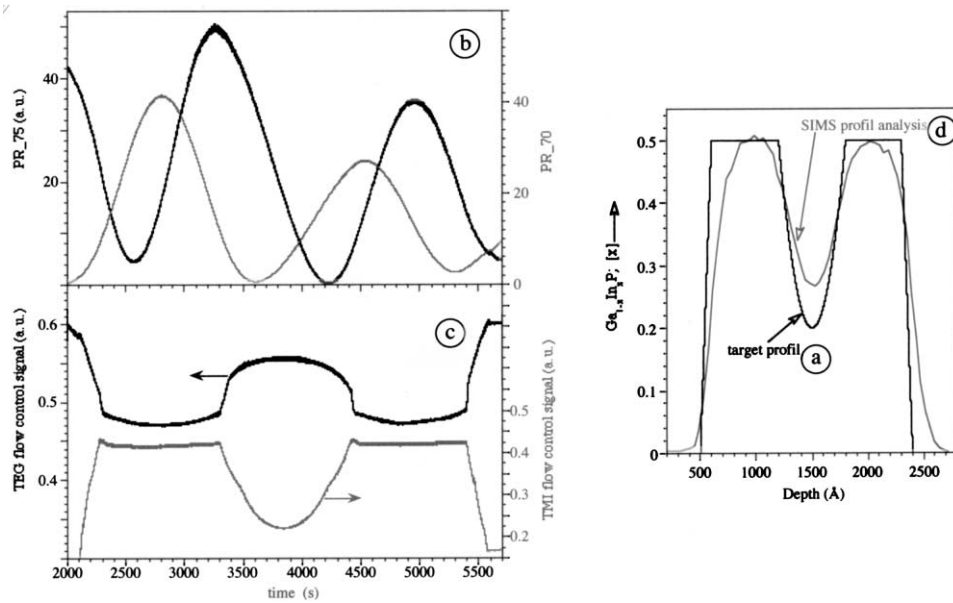 b
PR_75 (a.u.)
40
20
PR_70
40
20
0
c
TEG flow control signal (a.u.)
0.6
0.5
0.4
TMI flow control signal (a.u.)
0.5
0.4
0.3
0.2
2000 2500 3000 3500 4000 4500 5000 5500
time (s)
d
SIMS profil analysis
Ga1-xInxP; [x]
0.5
0.4
0.3
0.2
0.1
0
target profil
a
500 1000 1500 2000 2500
Depth (Å)